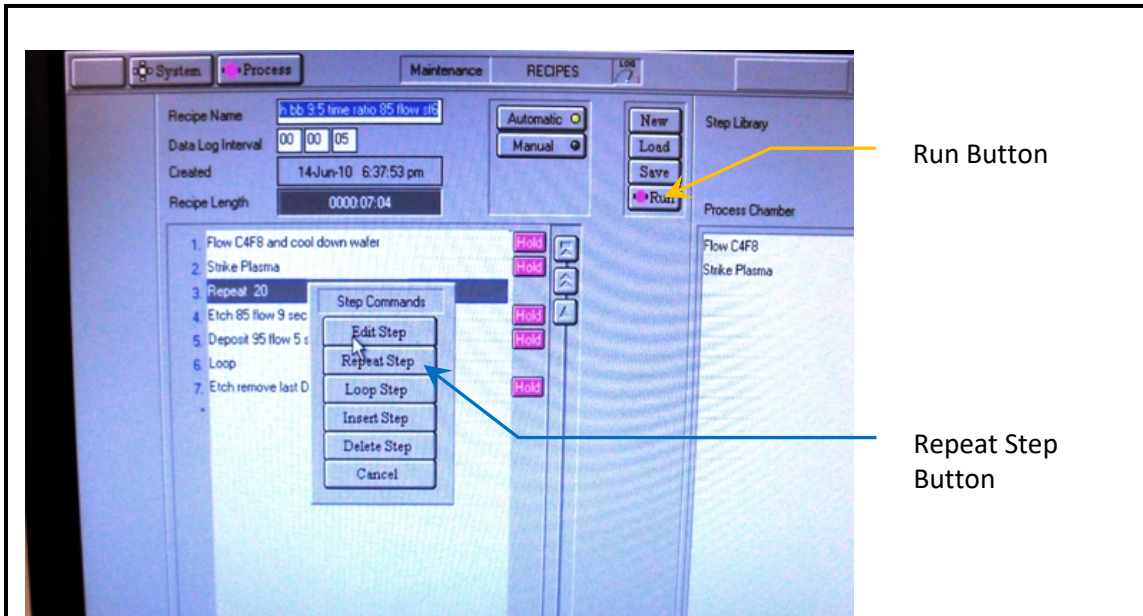 System Process Maintenance RECIPES LOG
Recipe Name h bb 9.5 time ratio 85 flow sf6
Data Log Interval 00 00 05
Created 14-Jun-10 6:37:53 pm
Recipe Length 0000:07:04
Automatic
Manual
New
Load
Save
Run
Step Library
Process Chamber
Flow C4F8
Strike Plasma
1. Flow C4F8 and cool down wafer Hold
2. Strike Plasma Hold
3. Repeat 20
4. Etch 85 flow 9 sec Hold
5. Deposit 95 flow 5 s Hold
6. Loop
7. Etch remove last D Hold
Step Commands
Edit Step
Repeat Step
Loop Step
Insert Step
Delete Step
Cancel
Run Button
Repeat Step
Button